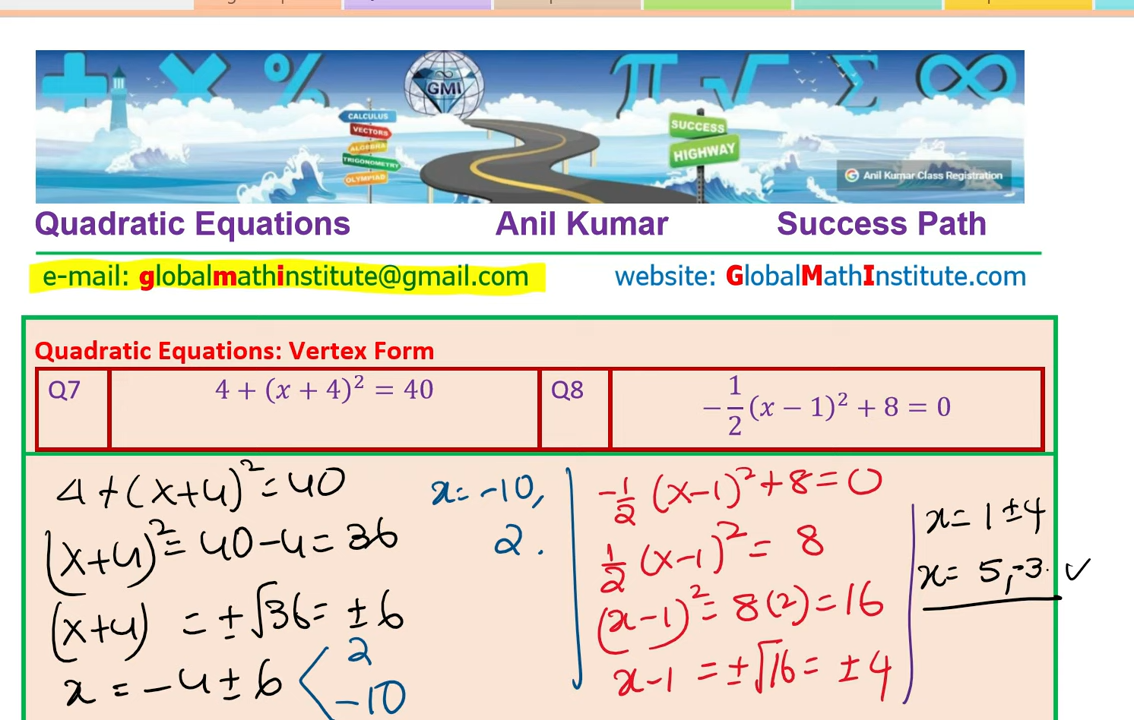 GMI
CALCULUS
VECTORS
ALGEBRA
TRIGONOMETRY
OLYMPIAD
SUCCESS
HIGHWAY
Anil Kumar Class Registration
Quadratic Equations Anil Kumar Success Path
e-mail: globalmathinstitute@gmail.com website: GlobalMathInstitute.com
Quadratic Equations: Vertex Form
Q7 4 + (x + 4)² = 40 Q8 −1/2(x − 1)² + 8 = 0
4+(x+4)²=40
(x+4)²=40-4=36
(x+4) =±√36=±6
x=-4±6
2
-10
x=-10,
2.
-1/2 (x-1)²+8=0
1/2 (x-1)²= 8
(x-1)²=8(2)=16
x-1 =±√16=±4
x=1±4
x= 5,-3. ✓